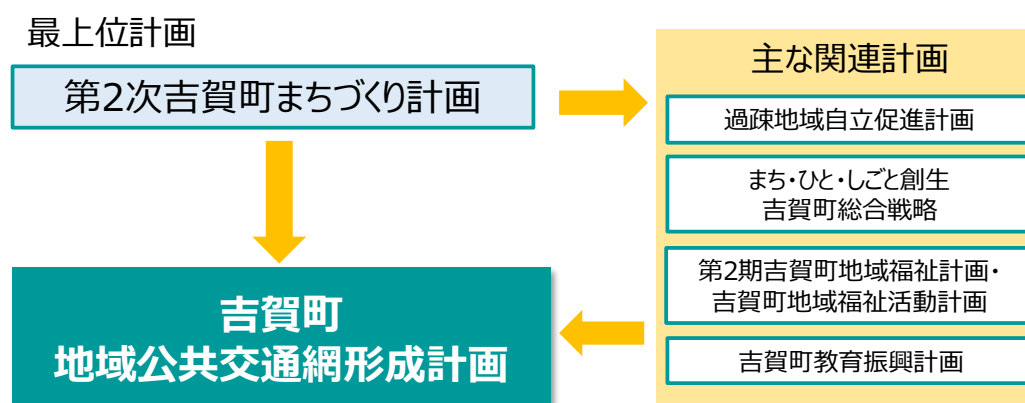 最上位計画
第2次吉賀町まちづくり計画
吉賀町
地域公共交通網形成計画
主な関連計画
過疎地域自立促進計画
まち・ひと・しごと創生
吉賀町総合戦略
第2期吉賀町地域福祉計画・
吉賀町地域福祉活動計画
吉賀町教育振興計画